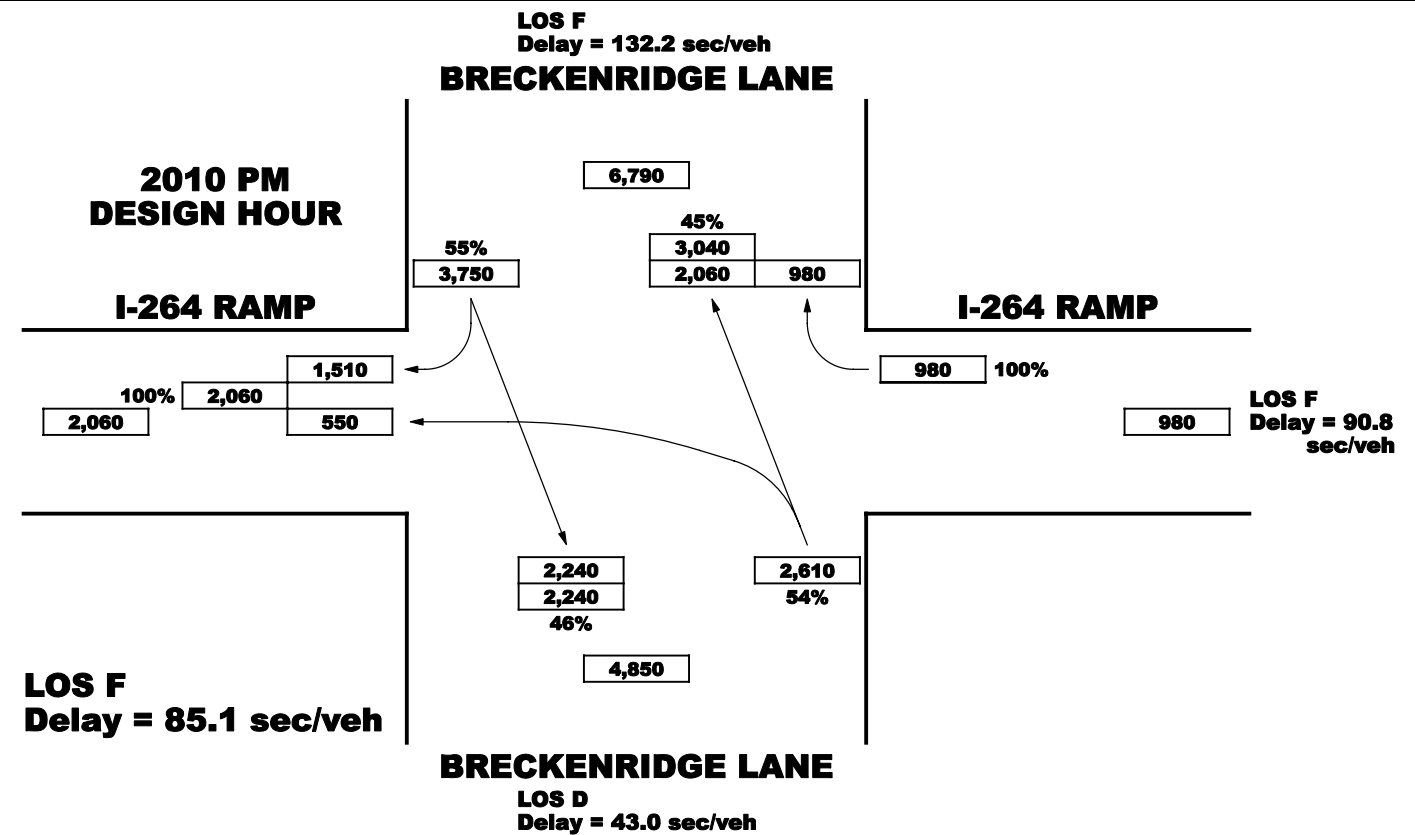 LOS F
Delay = 132.2 sec/veh
BRECKENRIDGE LANE
2010 PM
DESIGN HOUR
6,790
45%
55%
3,040
3,750
2,060 980
I-264 RAMP
I-264 RAMP
1,510
980 100%
100% 2,060
2,060
550
980
LOS F
Delay = 90.8
sec/veh
2,240
2,610
2,240
54%
46%
4,850
LOS F
Delay = 85.1 sec/veh
BRECKENRIDGE LANE
LOS D
Delay = 43.0 sec/veh